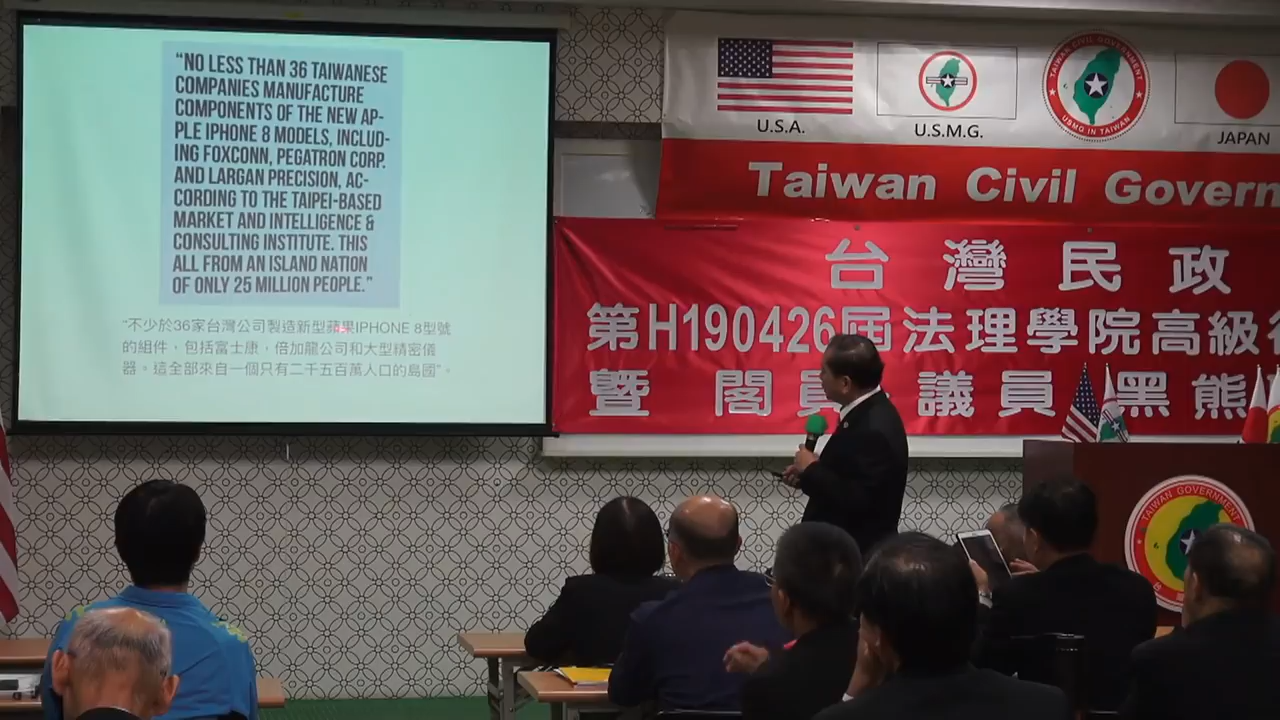 “NO LESS THAN 36 TAIWANESE
COMPANIES MANUFACTURE
COMPONENTS OF THE NEW AP-
PLE IPHONE 8 MODELS, INCLUD-
ING FOXCONN, PEGATRON CORP.
AND LARGAN PRECISION, AC-
CORDING TO THE TAIPEI-BASED
MARKET AND INTELLIGENCE &
CONSULTING INSTITUTE. THIS
ALL FROM AN ISLAND NATION
OF ONLY 25 MILLION PEOPLE.”
“不少於36家台灣公司製造新型蘋果IPHONE 8型號
的組件，包括富士康，倍加龍公司和大型精密儀
器。這全部來自一個只有二千五百萬人口的島國”。
U.S.A.
U.S.M.G.
TAIWAN CIVIL GOVERNMENT
USMG IN TAIWAN
JAPAN
Taiwan Civil Govern
台灣民政
第H190426屆法理學院高級
暨閣員議員黑熊
TAIWAN GOVERNMENT